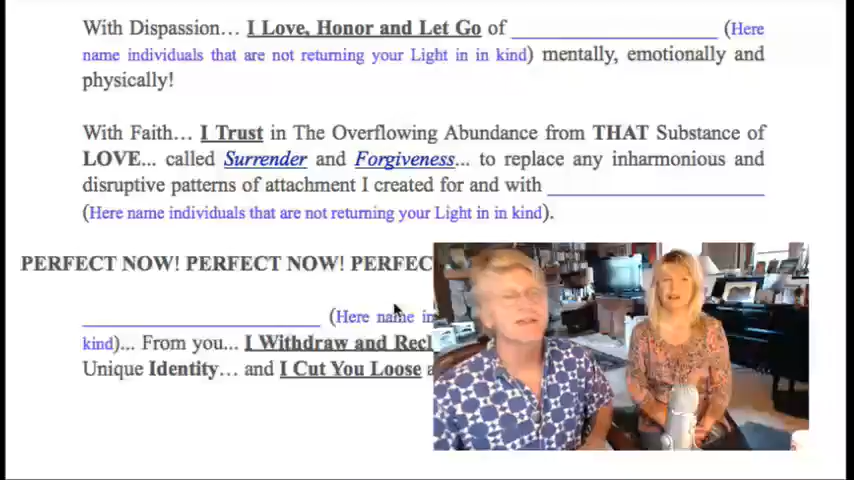 With Dispassion… I Love, Honor and Let Go of ____________________ (Here
name individuals that are not returning your Light in in kind) mentally, emotionally and
physically!
With Faith… I Trust in The Overflowing Abundance from THAT Substance of
LOVE... called Surrender and Forgiveness... to replace any inharmonious and
disruptive patterns of attachment I created for and with ____________________
(Here name individuals that are not returning your Light in in kind).
PERFECT NOW! PERFECT NOW! PERFEC
____________________ (Here name in
kind)... From you... I Withdraw and Recl
Unique Identity… and I Cut You Loose